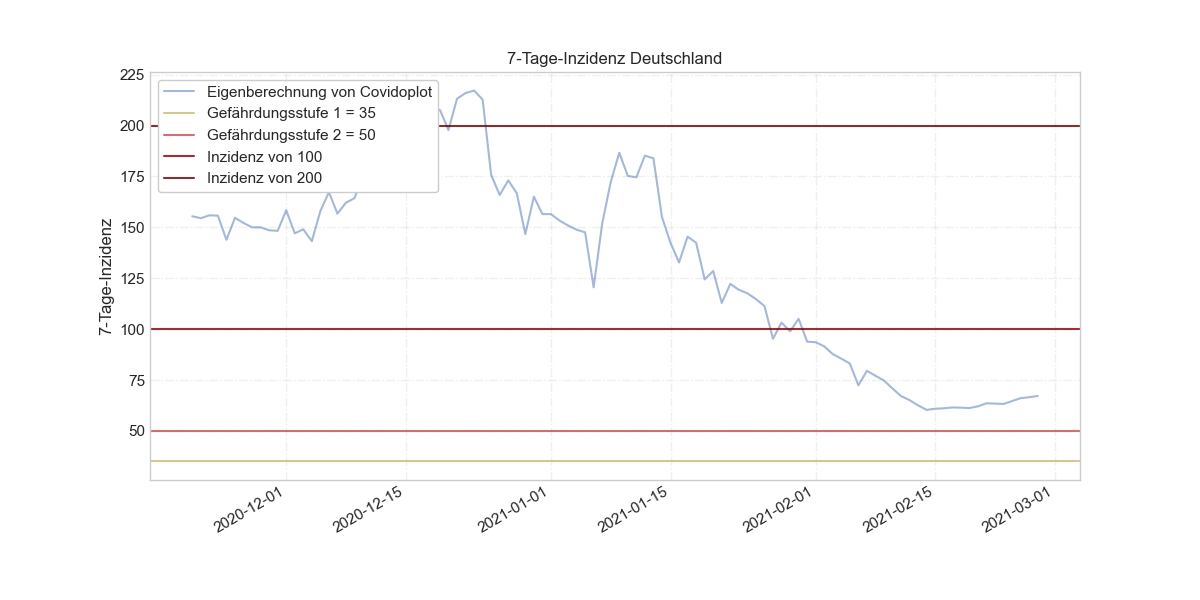 7-Tage-Inzidenz Deutschland
225
200
175
150
125
100
75
50
7-Tage-Inzidenz
Eigenberechnung von Covidoplot
Gefährdungsstufe 1 = 35
Gefährdungsstufe 2 = 50
Inzidenz von 100
Inzidenz von 200
2020-12-01
2020-12-15
2021-01-01
2021-01-15
2021-02-01
2021-02-15
2021-03-01